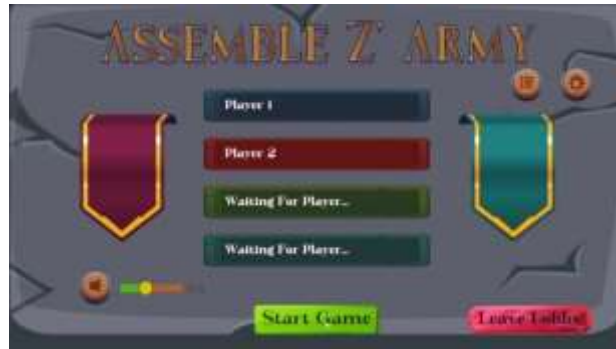 ASSEMBLE Z' ARMY
Player 1
Player 2
Waiting For Player...
Waiting For Player...
Start Game
Leave Lobby